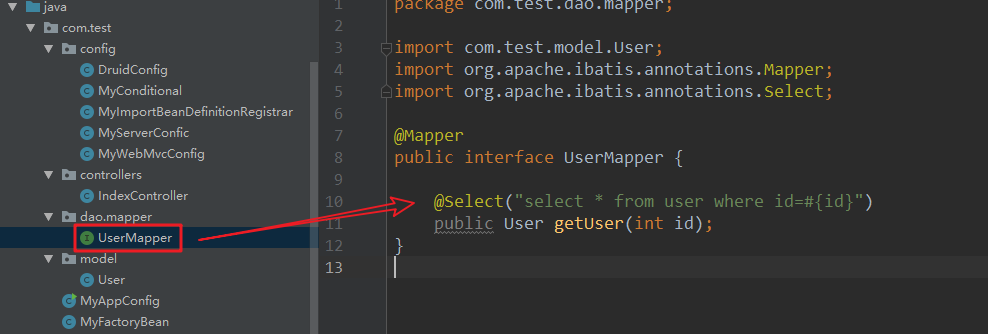 java
com.test
config
DruidConfig
MyConditional
MyImportBeanDefinitionRegistrar
MyServerConfic
MyWebMvcConfig
controllers
IndexController
dao.mapper
I UserMapper
model
User
MyAppConfig
MyFactoryBean
1 package com.test.dao.mapper;
2
3 import com.test.model.User;
4 import org.apache.ibatis.annotations.Mapper;
5 import org.apache.ibatis.annotations.Select;
6
7 @Mapper
8 public interface UserMapper {
9
10 @Select("select * from user where id=#{id}")
11 public User getUser(int id);
12 }
13